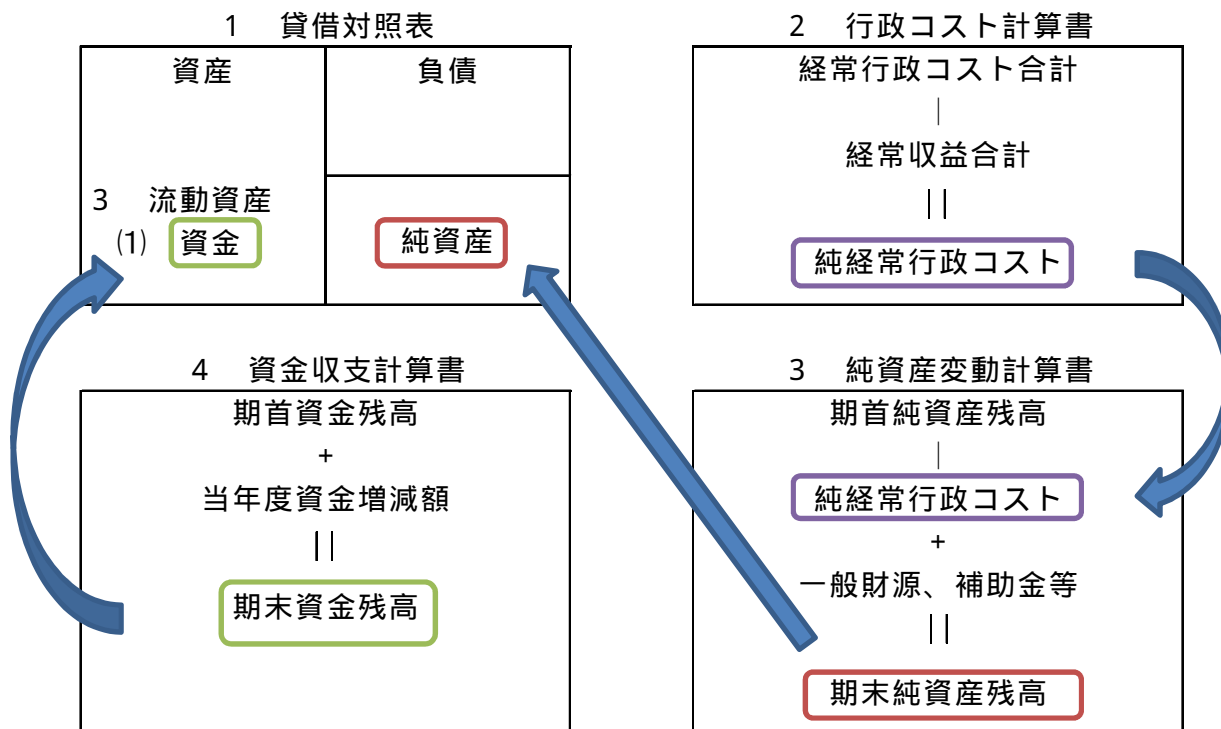 1 貸借対照表
資産
負債
3 流動資産
(1) 資金
純資産
2 行政コスト計算書
経常行政コスト合計
|
経常収益合計
||
純経常行政コスト
4 資金収支計算書
期首資金残高
+
当年度資金増減額
||
期末資金残高
3 純資産変動計算書
期首純資産残高
|
純経常行政コスト
+
一般財源、補助金等
||
期末純資産残高